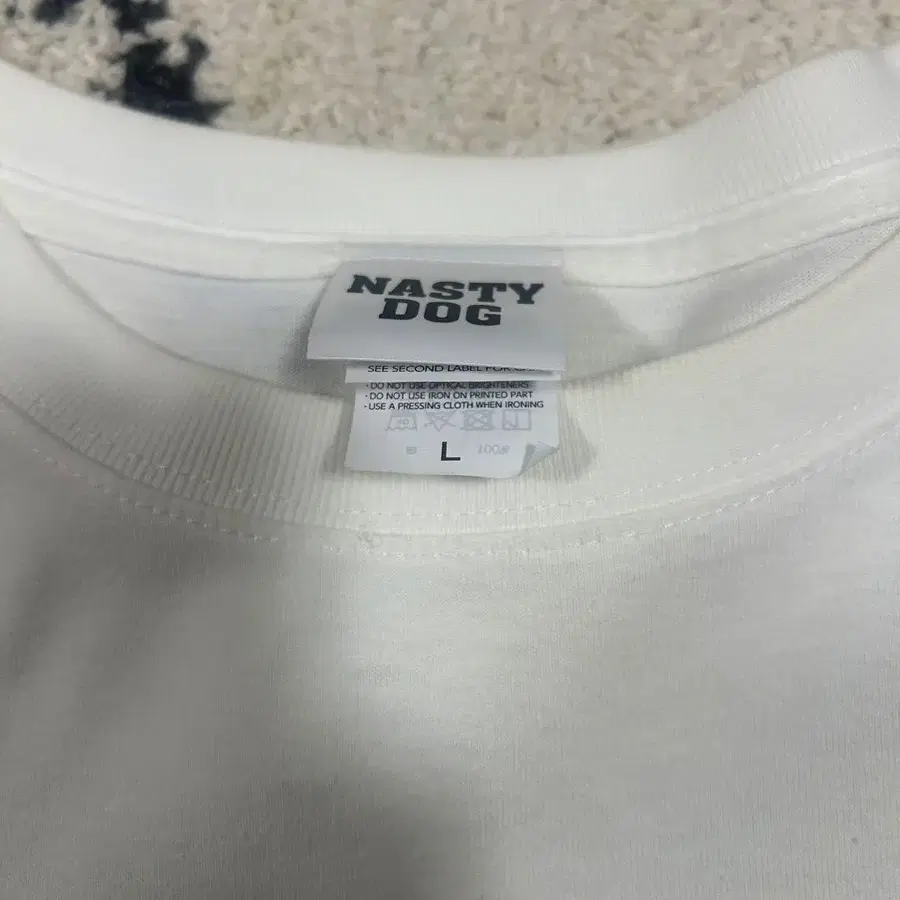 NASTY
DOG
SEE SECOND LABEL FOR
· DO NOT USE OPTICAL BRIGHTENERS
· DO NOT USE IRON ON PRINTED PART
· USE A PRESSING CLOTH WHEN IRONING
L